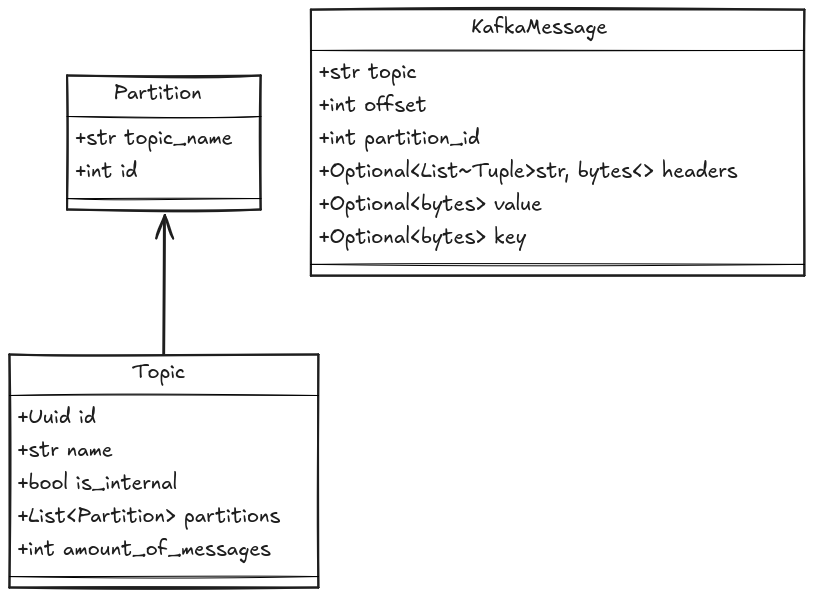 Partition
+str topic_name
+int id
KafkaMessage
+str topic
+int offset
+int partition_id
+Optional<List~Tuple>str, bytes<> headers
+Optional<bytes> value
+Optional<bytes> key
Topic
+Uuid id
+str name
+bool is_internal
+List<Partition> partitions
+int amount_of_messages